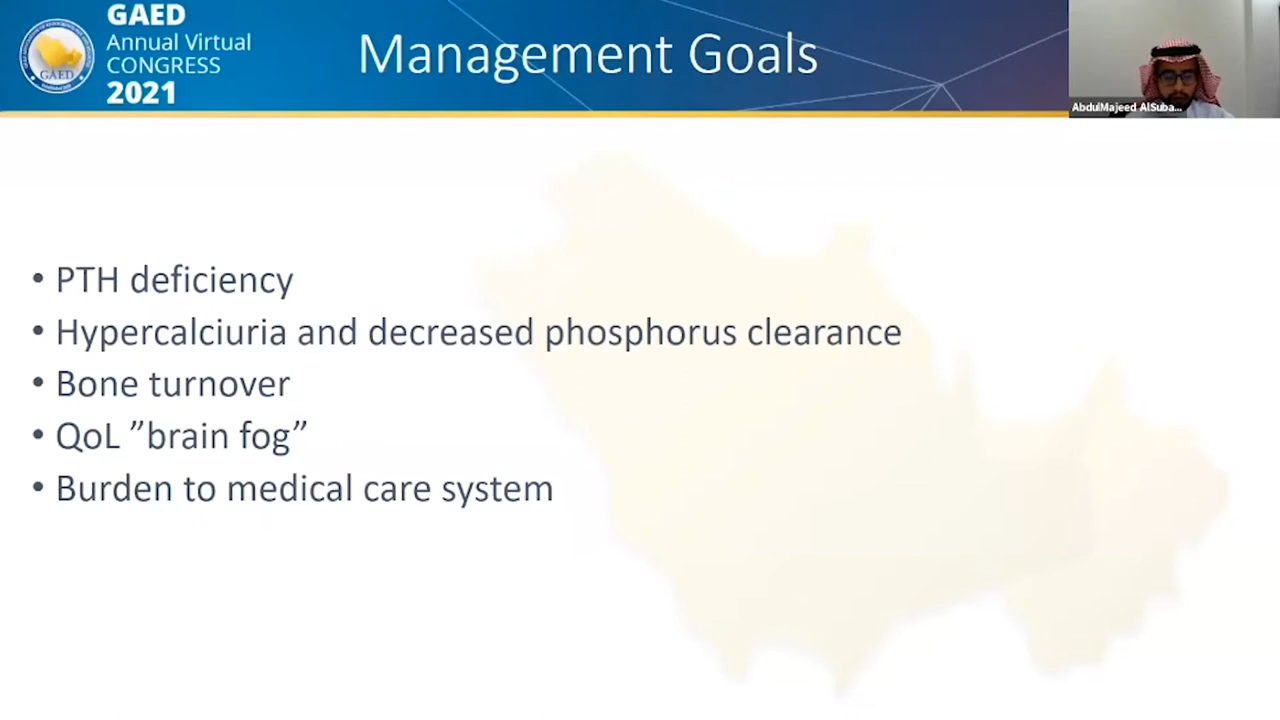 GAED
Annual Virtual
CONGRESS
2021
GAED
Management Goals
AbdulMajeed AlSuba...
• PTH deficiency
• Hypercalciuria and decreased phosphorus clearance
• Bone turnover
• QoL ”brain fog”
• Burden to medical care system